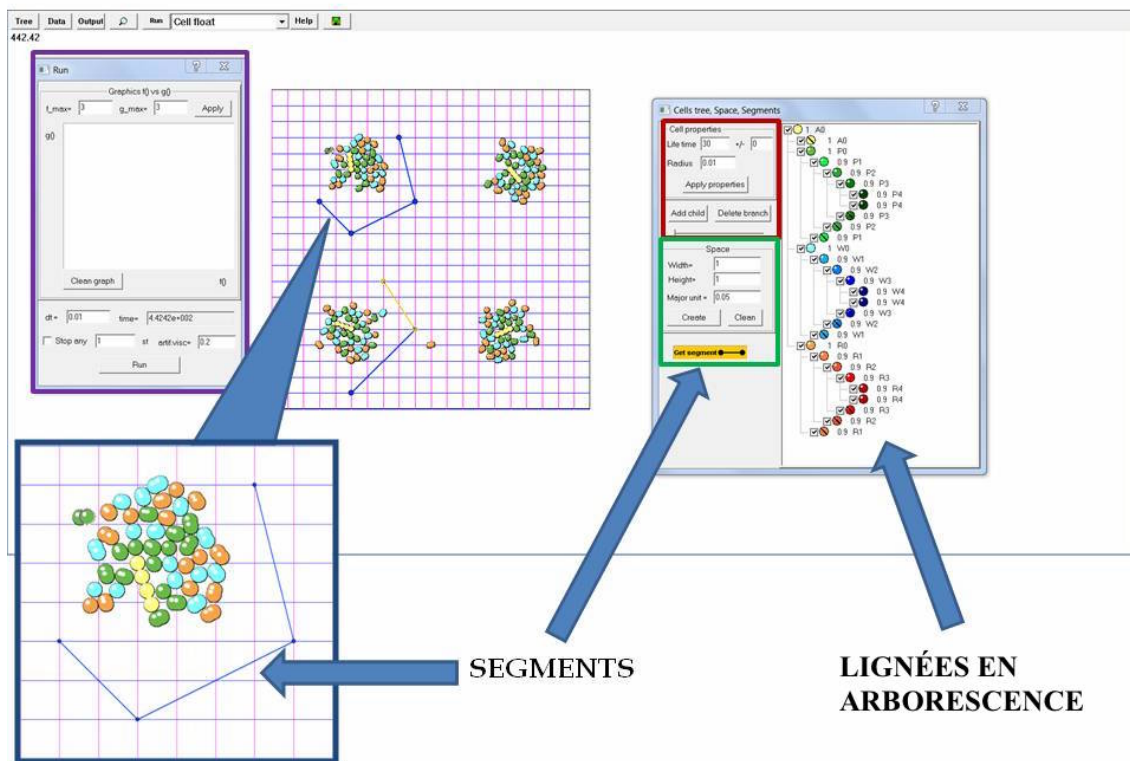 Tree Data Output Run Cell float Help
442.42
Run
Graphics f() vs g()
f_max= 3 g_max= 3 Apply
g()
Clean graph f()
dt = 0.01 time= 4.4242e+002
Stop any 1 st artif.visc= 0.2
Run
Cells tree, Space, Segments
Cell properties
Life time 30 +/- 0
Radius 0.01
Apply properties
Add child Delete branch
Space
Width= 1
Height= 1
Major unit = 0.05
Create Clean
Get segment
1 A0
1 A0
1 P0
0.9 P1
0.9 P2
0.9 P3
0.9 P4
0.9 P4
0.9 P3
0.9 P2
0.9 P1
1 W0
0.9 W1
0.9 W2
0.9 W3
0.9 W4
0.9 W4
0.9 W3
0.9 W2
0.9 W1
1 R0
0.9 R1
0.9 R2
0.9 R3
0.9 R4
0.9 R4
0.9 R3
0.9 R2
0.9 R1
SEGMENTS
LIGNÉES EN
ARBORESCENCE